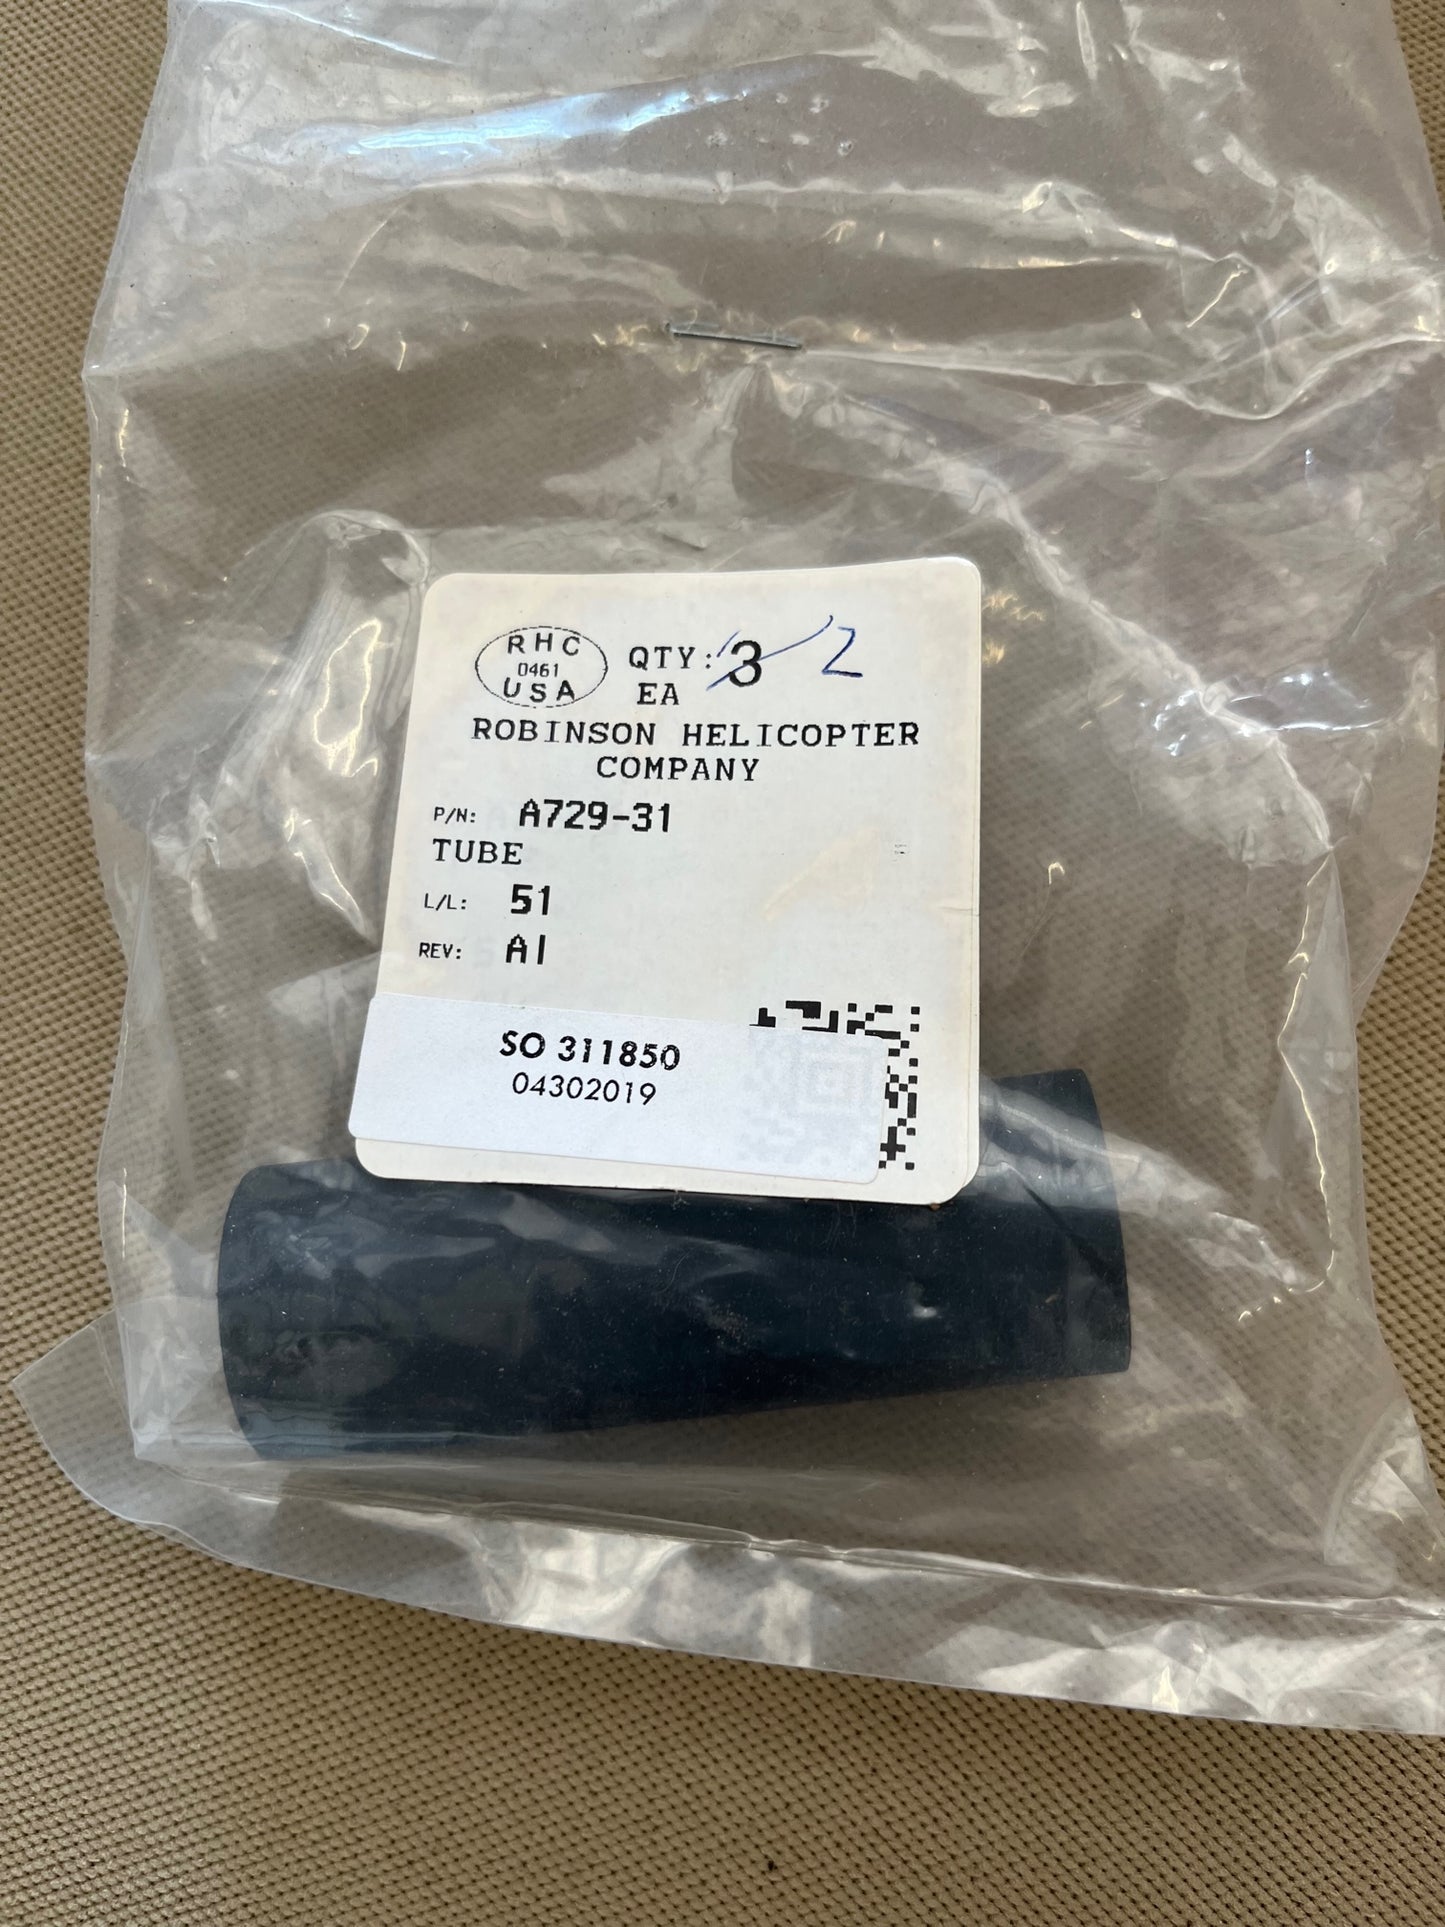 RHC
0461
USA
QTY: 3 2
EA
ROBINSON HELICOPTER
COMPANY
P/N: A729-31
TUBE
L/L: 51
REV: AI
SO 311850
04302019